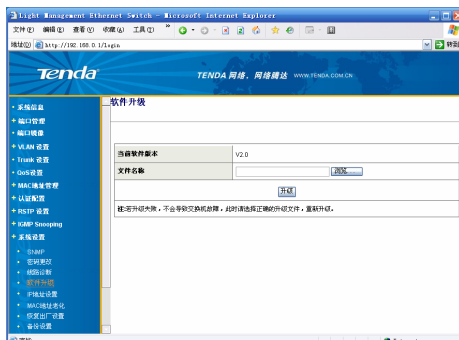 Light Management Ethernet Switch - Microsoft Internet Explorer
文件(F) 编辑(E) 查看(V) 收藏(A) 工具(T) »
地址(D) http://192.168.0.1/login 转到
Tenda TENDA 网络，网络腾达 WWW.TENDA.COM.CN
软件升级
• 系统信息
+ 端口管理
• 端口镜像
+ VLAN 设置
• Trunk 设置
+ QoS设置
+ MAC地址管理
+ 认证配置
+ RSTP 设置
+ IGMP Snooping
+ 系统设置
• SNMP
• 密码更改
• 线路诊断
• 软件升级
• IP地址设置
• MAC地址老化
• 恢复出厂设置
• 备份设置
当前软件版本 V2.0
文件名称 浏览...
升级
注:若升级失败，不会导致交换机故障，此时请选择正确的升级文件，重新升级。